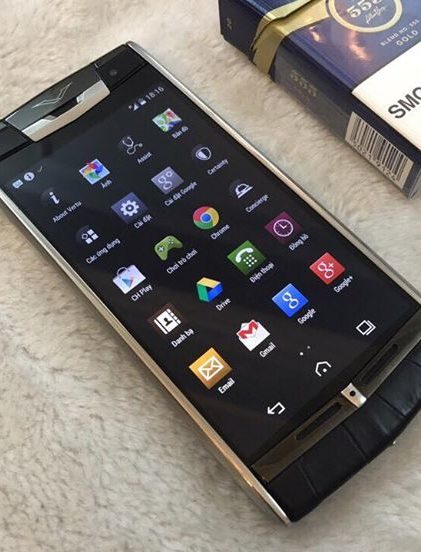 18:16
About Vertu
Ảnh
Assist
Bản đồ
Các ứng dụng
Cài đặt
Cài đặt Google
Certainty
CH Play
Chơi trò chơi
Chrome
Concierge
Danh bạ
Drive
Điện thoại
Đồng hồ
Email
Gmail
Google
Google+
555
GOLD
555
SMO